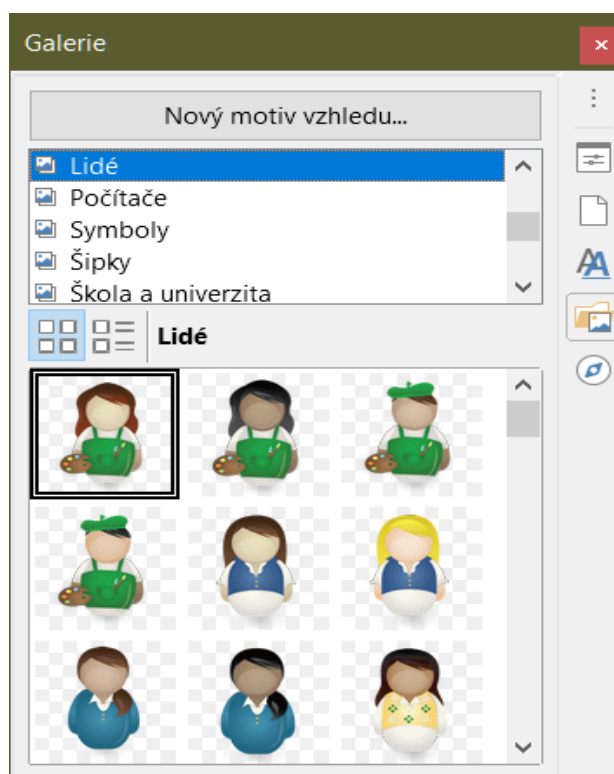 Galerie
Nový motiv vzhledu...
Lidé
Počítače
Symboly
Šipky
Škola a univerzita
Lidé